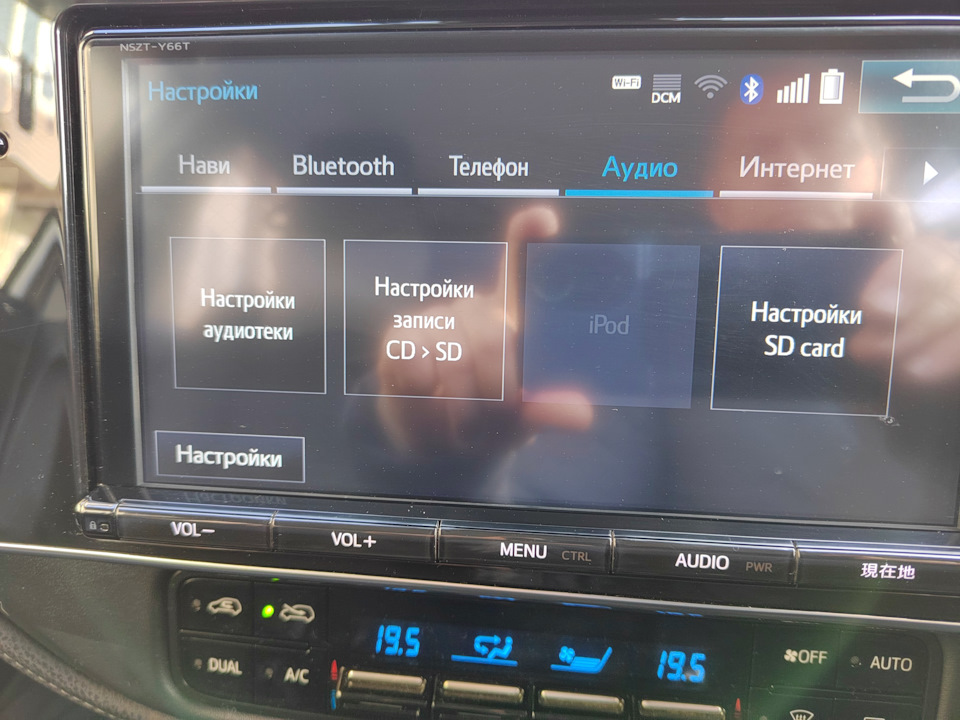 NSZT-Y66T
Настройки
Wi-Fi
DCM
Нави Bluetooth Телефон Аудио Интернет
Настройки
аудиотеки
Настройки
записи
CD > SD
iPod
Настройки
SD card
Настройки
VOL− VOL+ MENU CTRL AUDIO PWR 現在地
19.5 19.5
OFF AUTO
DUAL A/C